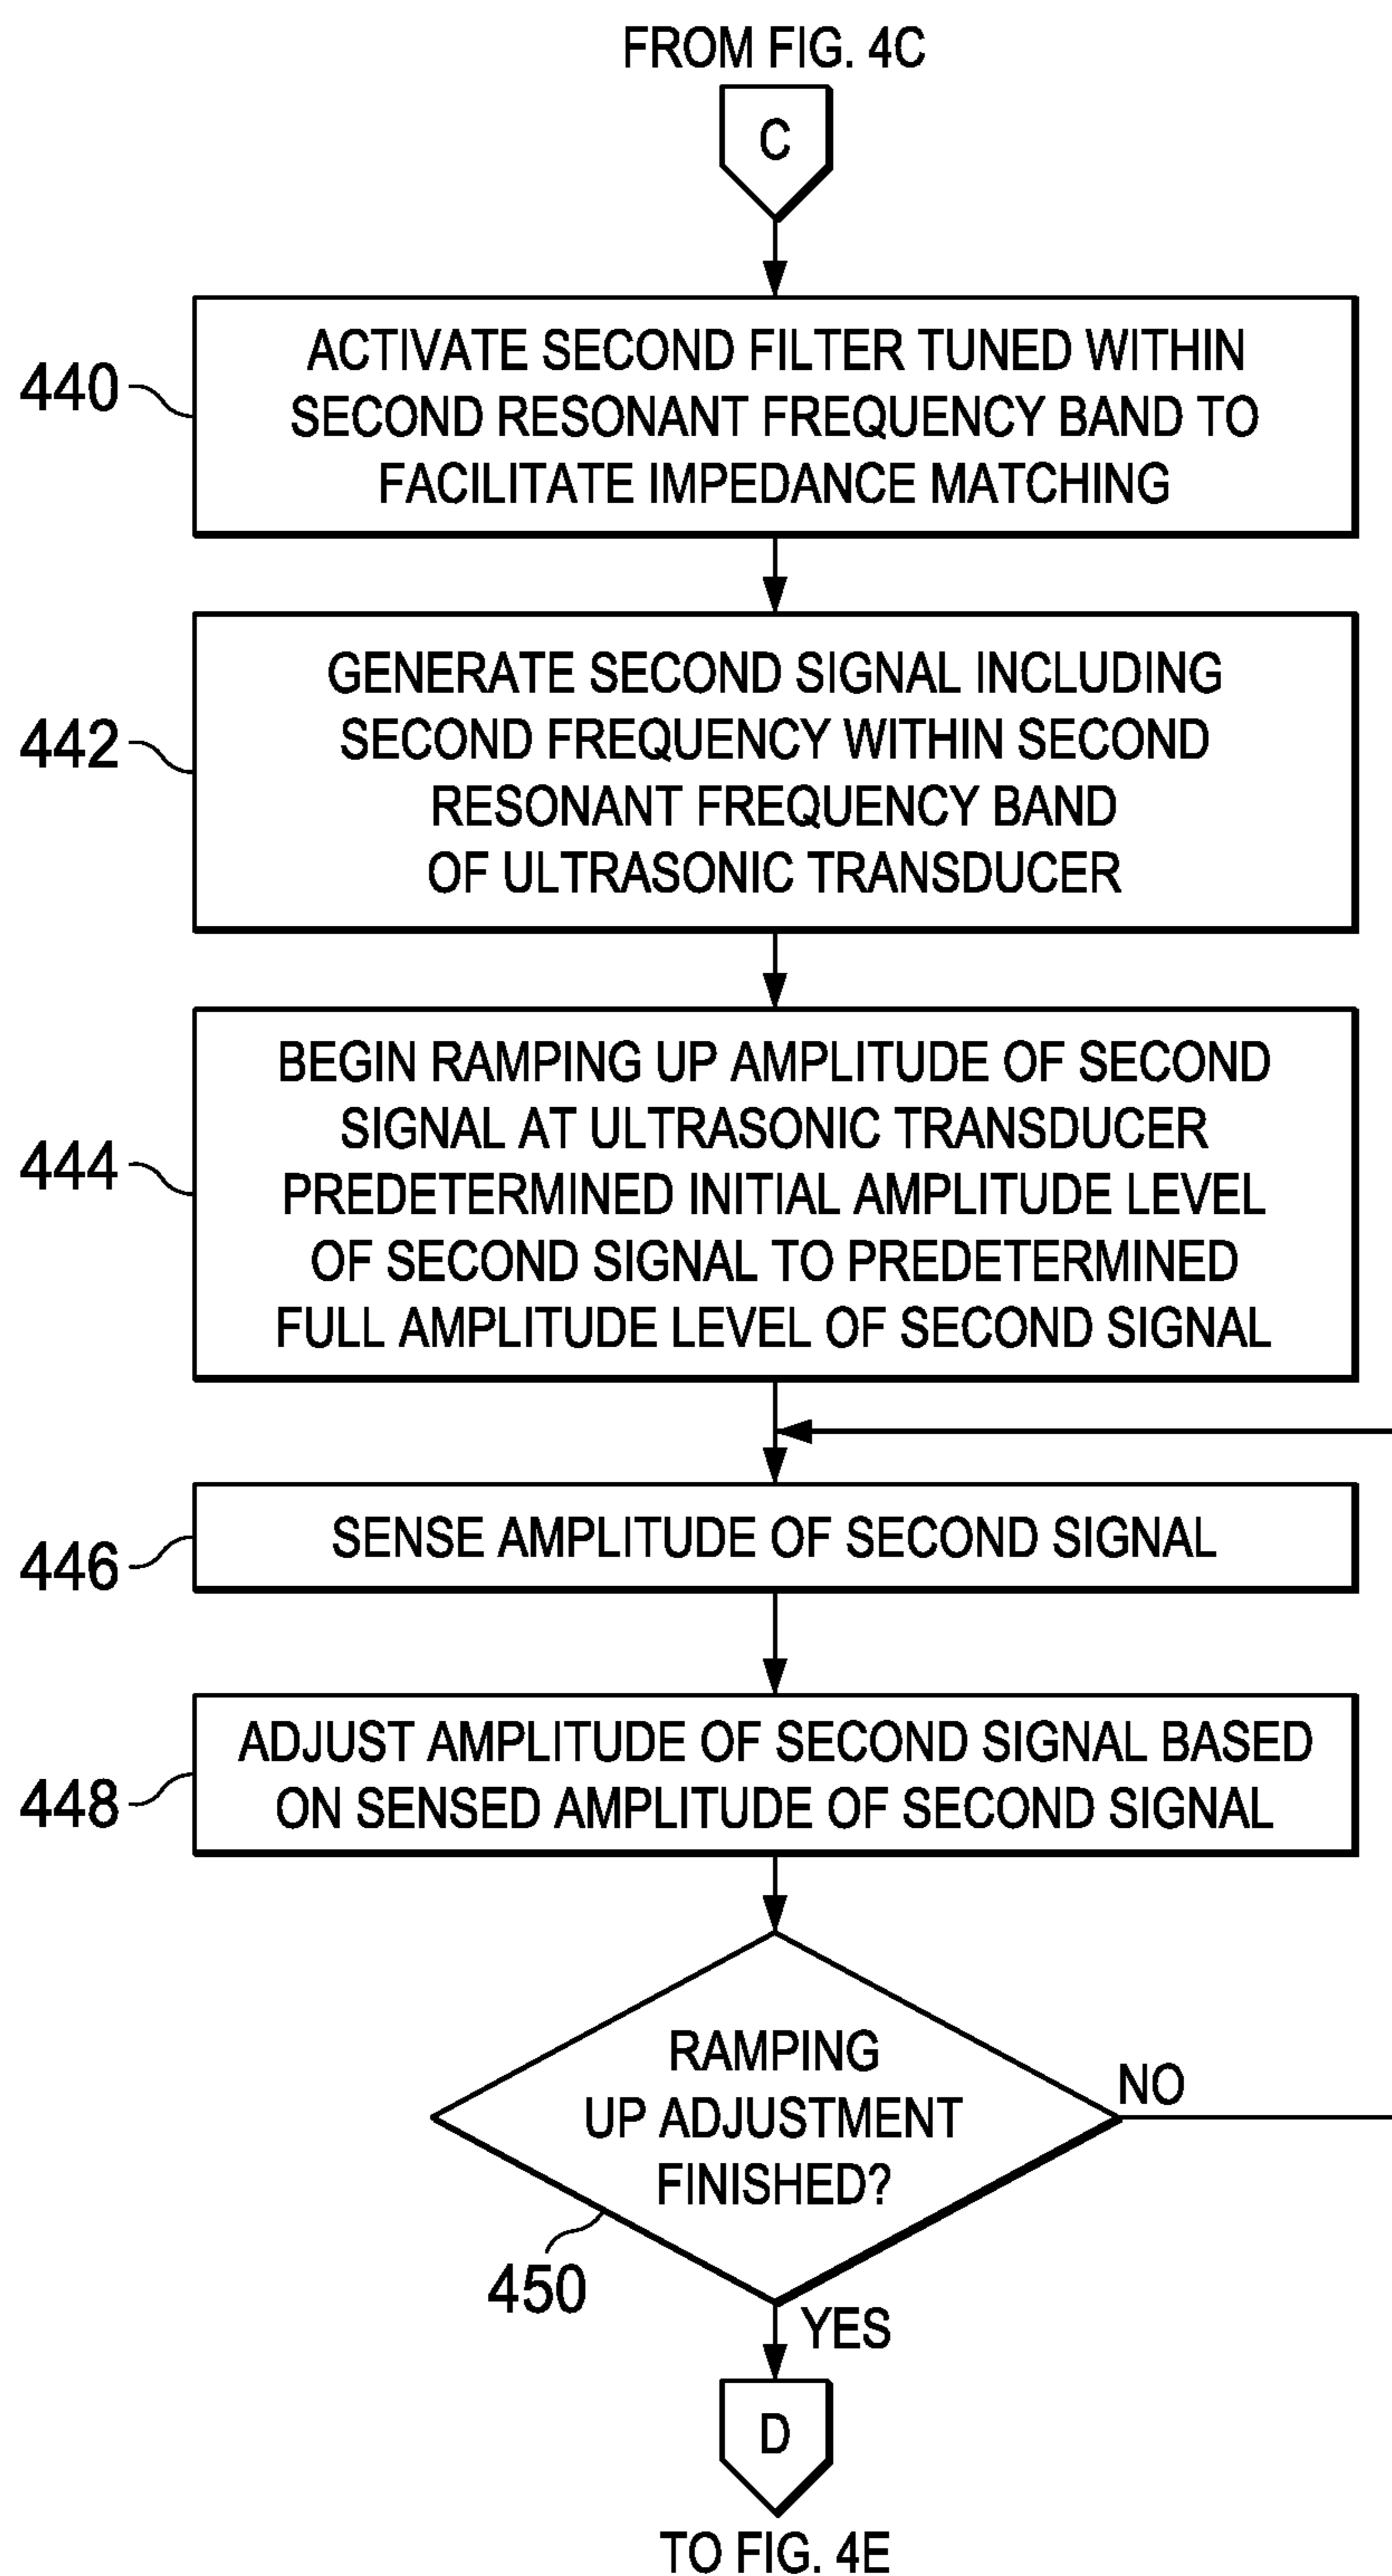 FROM FIG. 4C
C
440
ACTIVATE SECOND FILTER TUNED WITHIN
SECOND RESONANT FREQUENCY BAND TO
FACILITATE IMPEDANCE MATCHING
442
GENERATE SECOND SIGNAL INCLUDING
SECOND FREQUENCY WITHIN SECOND
RESONANT FREQUENCY BAND
OF ULTRASONIC TRANSDUCER
444
BEGIN RAMPING UP AMPLITUDE OF SECOND
SIGNAL AT ULTRASONIC TRANSDUCER
PREDETERMINED INITIAL AMPLITUDE LEVEL
OF SECOND SIGNAL TO PREDETERMINED
FULL AMPLITUDE LEVEL OF SECOND SIGNAL
446
SENSE AMPLITUDE OF SECOND SIGNAL
448
ADJUST AMPLITUDE OF SECOND SIGNAL BASED
ON SENSED AMPLITUDE OF SECOND SIGNAL
RAMPING
UP ADJUSTMENT
FINISHED?
NO
450
YES
D
TO FIG. 4E